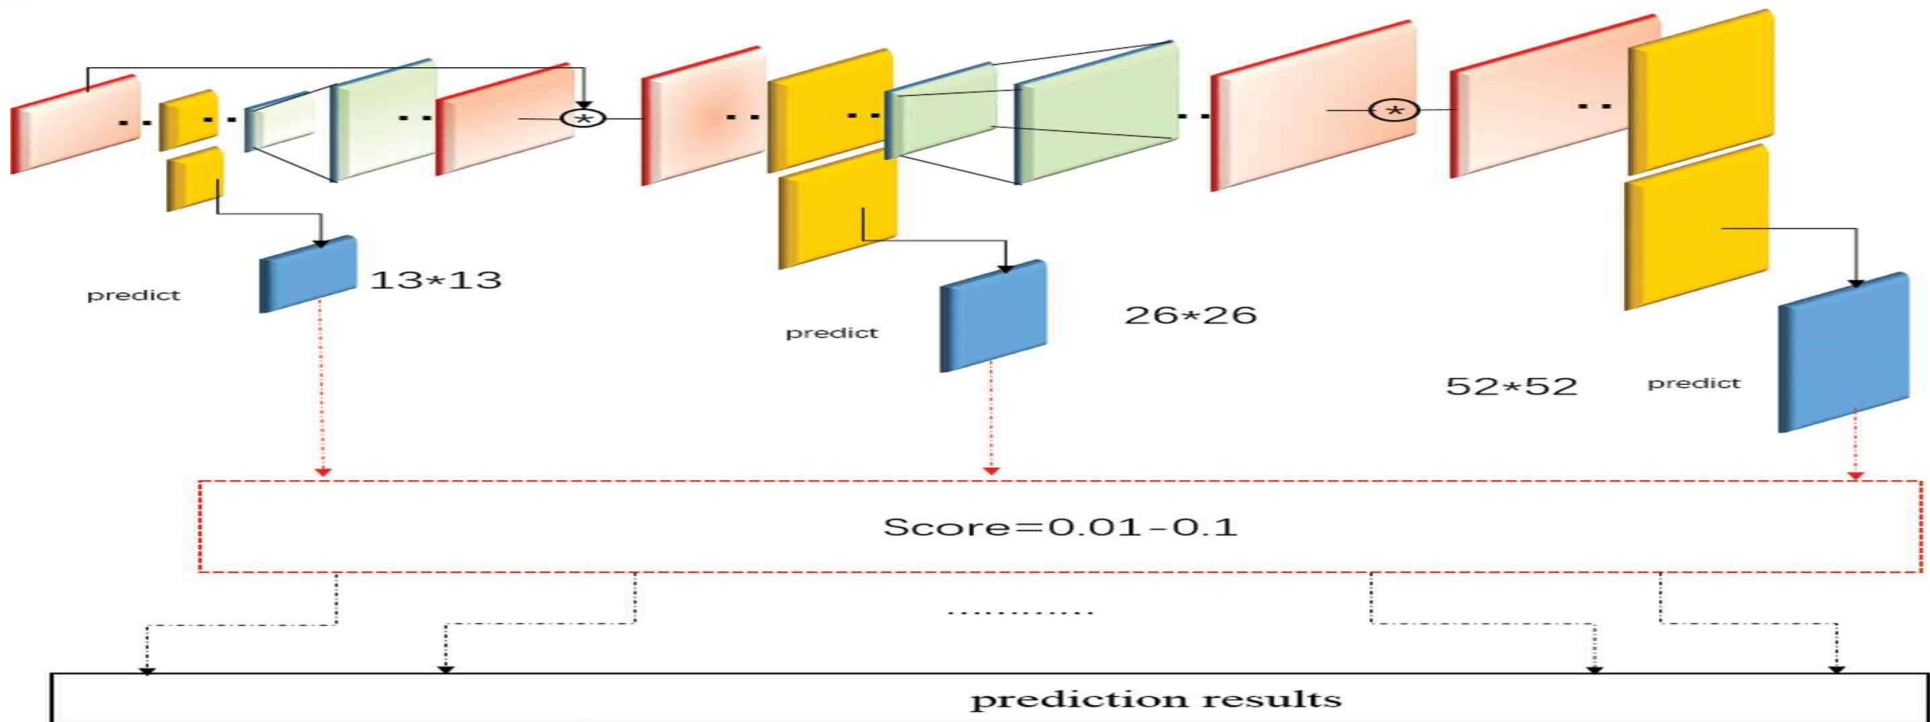 *
*
predict
13*13
predict
26*26
52*52
predict
Score=0.01-0.1
prediction results